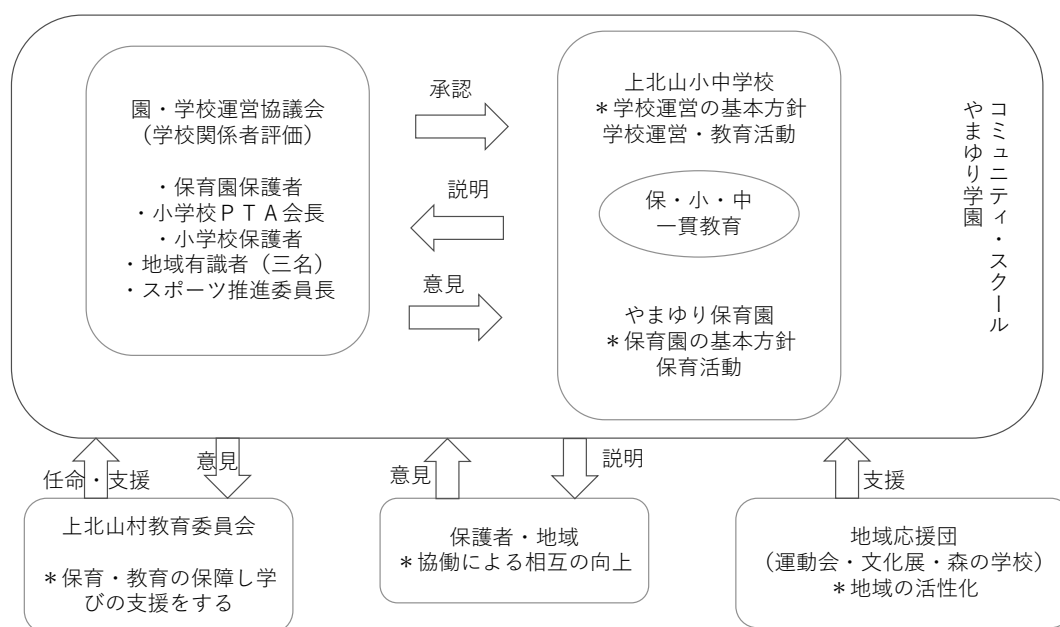 園・学校運営協議会
（学校関係者評価）
・保育園保護者
・小学校ＰＴＡ会長
・小学校保護者
・地域有識者（三名）
・スポーツ推進委員長
承認
説明
意見
上北山小中学校
＊学校運営の基本方針
学校運営・教育活動
保・小・中
一貫教育
やまゆり保育園
＊保育園の基本方針
保育活動
コミュニティ・スクール
やまゆり学園
任命・支援
意見
意見
説明
支援
上北山村教育委員会
＊保育・教育の保障し学
びの支援をする
保護者・地域
＊協働による相互の向上
地域応援団
（運動会・文化展・森の学校）
＊地域の活性化